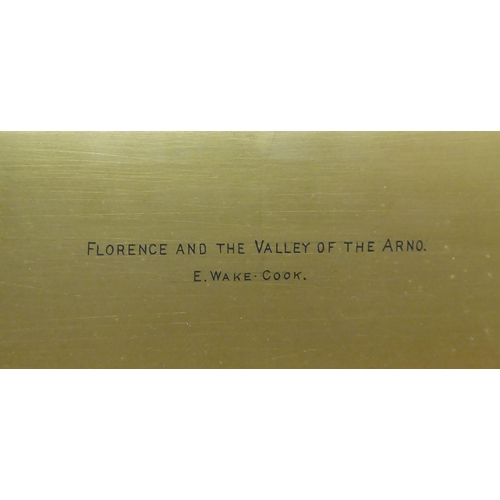 FLORENCE AND THE VALLEY OF THE ARNO.
E. WAKE-COOK.